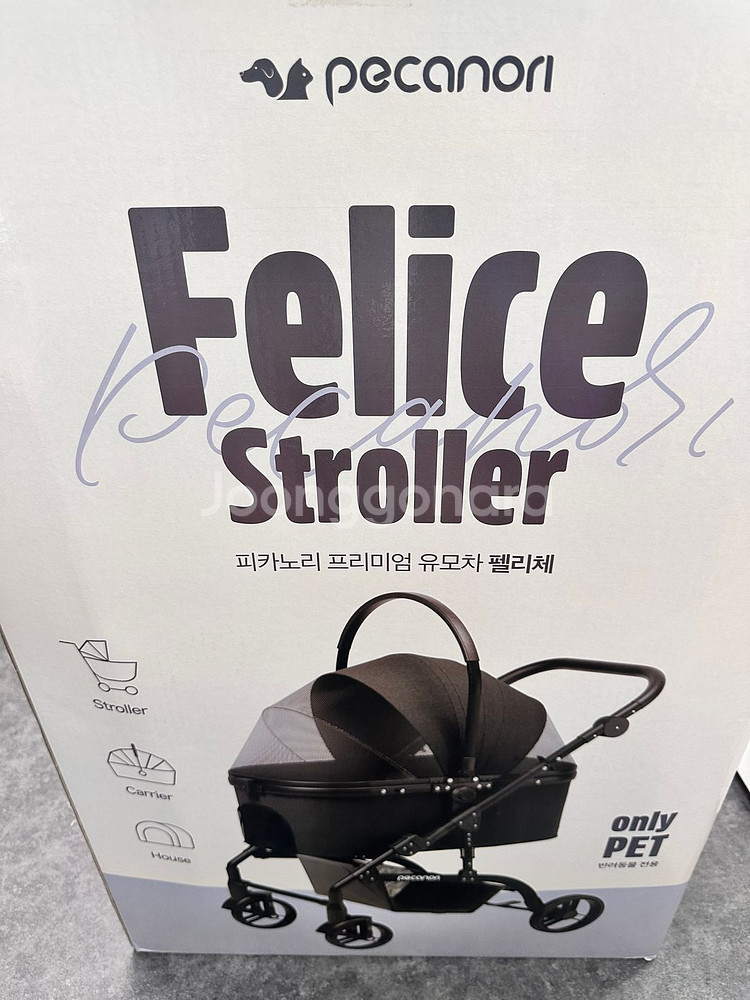 pecanori
Felice
pecanori
Stroller
Joonggonara
피카노리 프리미엄 유모차 펠리체
Stroller
Carrier
House
only
PET
반려동물 전용
pecanori